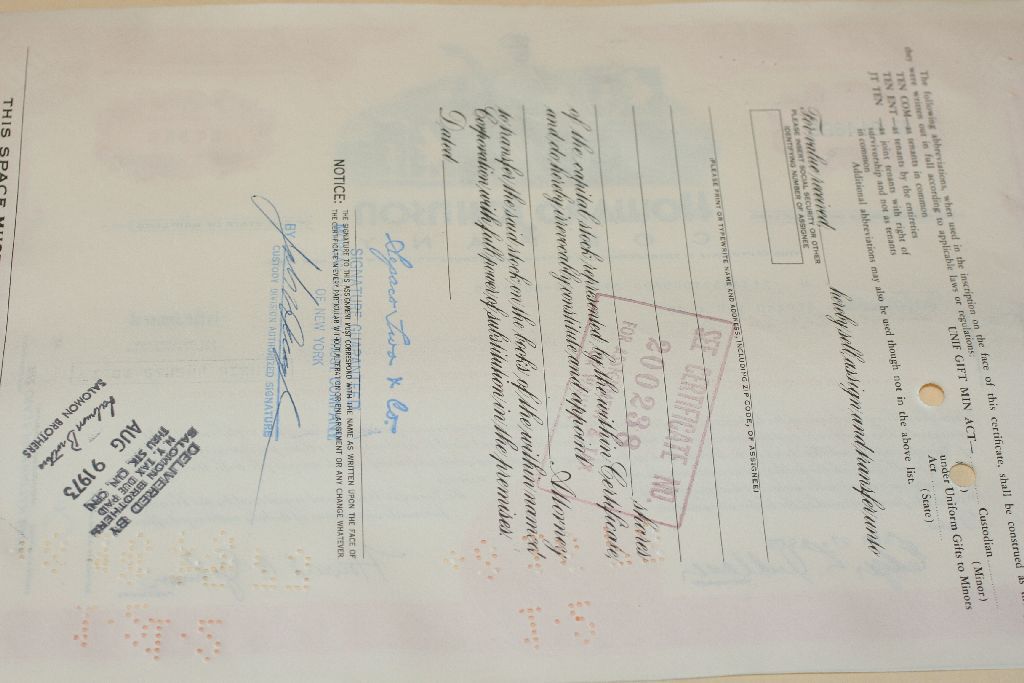 The following abbreviations, when used in the inscription on the face of this certificate, shall be construed as
they were written out in full according to applicable laws or regulations:
TEN COM—as tenants in common
TEN ENT—as tenants by the entireties
JT TEN—as joint tenants with right of
survivorship and not as tenants
in common
UNIF GIFT MIN ACT— Custodian
(Minor)
under Uniform Gifts to Minors
Act
(State)
Additional abbreviations may also be used though not in the above list.
For value received, hereby sell, assign and transfer unto
PLEASE INSERT SOCIAL SECURITY OR OTHER
IDENTIFYING NUMBER OF ASSIGNEE
(PLEASE PRINT OR TYPEWRITE NAME AND ADDRESS, INCLUDING ZIP CODE, OF ASSIGNEE)
SEE CERTIFICATE NO.
shares
of the capital stock represented by the within Certificate,
and do hereby irrevocably constitute and appoint
Attorney
to transfer the said stock on the books of the within named
Corporation, with full power of substitution in the premises.
Dated
& Co.
NOTICE: THE SIGNATURE TO THIS ASSIGNMENT MUST CORRESPOND WITH THE NAME AS WRITTEN UPON THE FACE OF
THE CERTIFICATE IN EVERY PARTICULAR WITHOUT ALTERATION OR ENLARGEMENT OR ANY CHANGE WHATEVER
SIGNATURE GUARANTEED
COMPANY
OF NEW YORK
BY
CUSTODY DIVISION AUTHORIZED SIGNATURE
DELIVERED BY
SALOMON BROTHERS
N. Y. TAX DUE PAID
THRU STK. CLN. CRN.
AUG 9 1973
Salomon Brothers
SALOMON BROTHERS
THIS SPACE